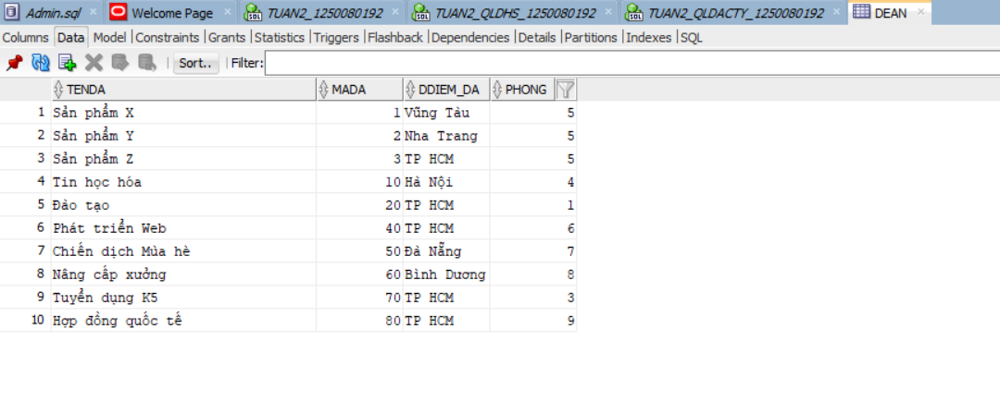 Admin.sql Welcome Page TUAN2_1250080192 TUAN2_QLDHS_1250080192 TUAN2_QLDACTY_1250080192 DEAN
Columns Data Model Constraints Grants Statistics Triggers Flashback Dependencies Details Partitions Indexes SQL
Sort.. Filter:
TENDA MADA DDIEM_DA PHONG
1 Sản phẩm X 1 Vũng Tàu 5
2 Sản phẩm Y 2 Nha Trang 5
3 Sản phẩm Z 3 TP HCM 5
4 Tin học hóa 10 Hà Nội 4
5 Đào tạo 20 TP HCM 1
6 Phát triển Web 40 TP HCM 6
7 Chiến dịch Mùa hè 50 Đà Nẵng 7
8 Nâng cấp xưởng 60 Bình Dương 8
9 Tuyển dụng K5 70 TP HCM 3
10 Hợp đồng quốc tế 80 TP HCM 9